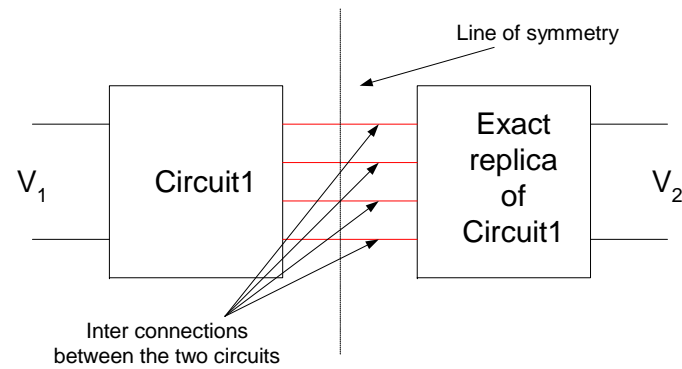 Line of symmetry
V1
Circuit1
Exact
replica
of
Circuit1
V2
Inter connections
between the two circuits